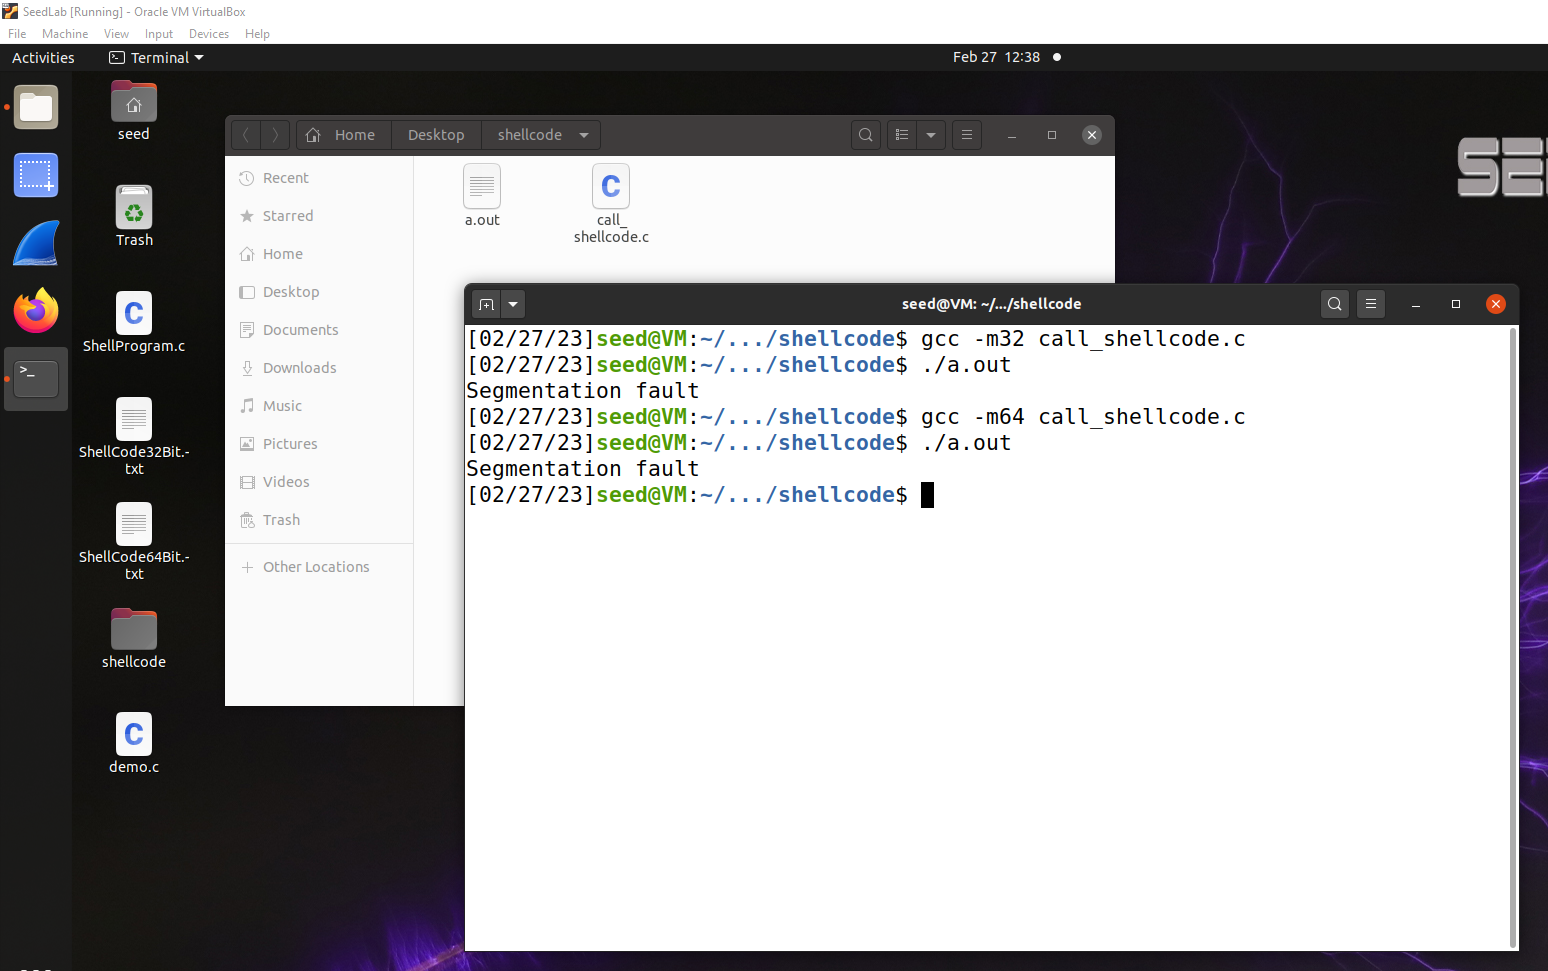 SeedLab [Running] - Oracle VM VirtualBox
File Machine View Input Devices Help
Activities Terminal Feb 27 12:38
seed
Trash
ShellProgram.c
ShellCode32Bit.-
txt
ShellCode64Bit.-
txt
shellcode
demo.c
Home Desktop shellcode
Recent
Starred
Home
Desktop
Documents
Downloads
Music
Pictures
Videos
Trash
+ Other Locations
a.out
call_
shellcode.c
SE
seed@VM: ~/.../shellcode
[02/27/23]seed@VM:~/.../shellcode$ gcc -m32 call_shellcode.c
[02/27/23]seed@VM:~/.../shellcode$ ./a.out
Segmentation fault
[02/27/23]seed@VM:~/.../shellcode$ gcc -m64 call_shellcode.c
[02/27/23]seed@VM:~/.../shellcode$ ./a.out
Segmentation fault
[02/27/23]seed@VM:~/.../shellcode$